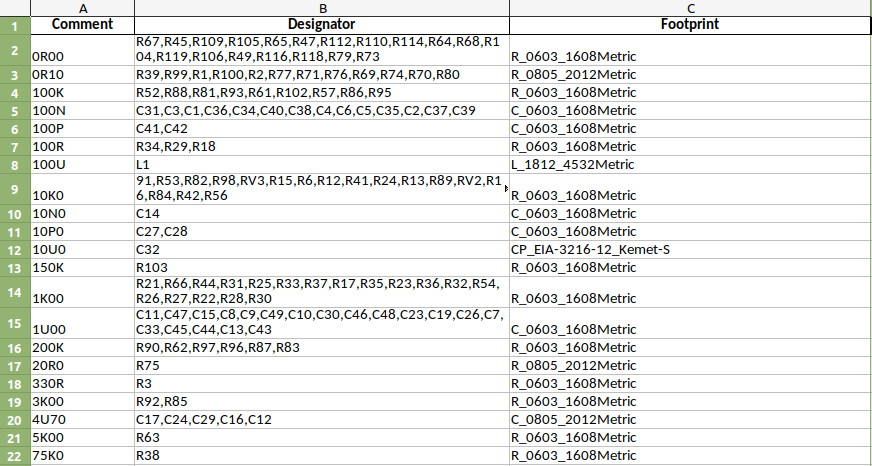 A B C
1 Comment Designator Footprint
R67,R45,R109,R105,R65,R47,R112,R110,R114,R64,R68,R1
2 0R00 04,R119,R106,R49,R116,R118,R79,R73 R_0603_1608Metric
3 0R10 R39,R99,R1,R100,R2,R77,R71,R76,R69,R74,R70,R80 R_0805_2012Metric
4 100K R52,R88,R81,R93,R61,R102,R57,R86,R95 R_0603_1608Metric
5 100N C31,C3,C1,C36,C34,C40,C38,C4,C6,C5,C35,C2,C37,C39 C_0603_1608Metric
6 100P C41,C42 C_0603_1608Metric
7 100R R34,R29,R18 R_0603_1608Metric
8 100U L1 L_1812_4532Metric
91,R53,R82,R98,RV3,R15,R6,R12,R41,R24,R13,R89,RV2,R1
9 10K0 6,R84,R42,R56 R_0603_1608Metric
10 10N0 C14 C_0603_1608Metric
11 10P0 C27,C28 C_0603_1608Metric
12 10U0 C32 CP_EIA-3216-12_Kemet-S
13 150K R103 R_0603_1608Metric
R21,R66,R44,R31,R25,R33,R37,R17,R35,R23,R36,R32,R54,
14 1K00 R26,R27,R22,R28,R30 R_0603_1608Metric
C11,C47,C15,C8,C9,C49,C10,C30,C46,C48,C23,C19,C26,C7,
15 1U00 C33,C45,C44,C13,C43 C_0603_1608Metric
16 200K R90,R62,R97,R96,R87,R83 R_0603_1608Metric
17 20R0 R75 R_0805_2012Metric
18 330R R3 R_0603_1608Metric
19 3K00 R92,R85 R_0603_1608Metric
20 4U70 C17,C24,C29,C16,C12 C_0805_2012Metric
21 5K00 R63 R_0603_1608Metric
22 75K0 R38 R_0603_1608Metric